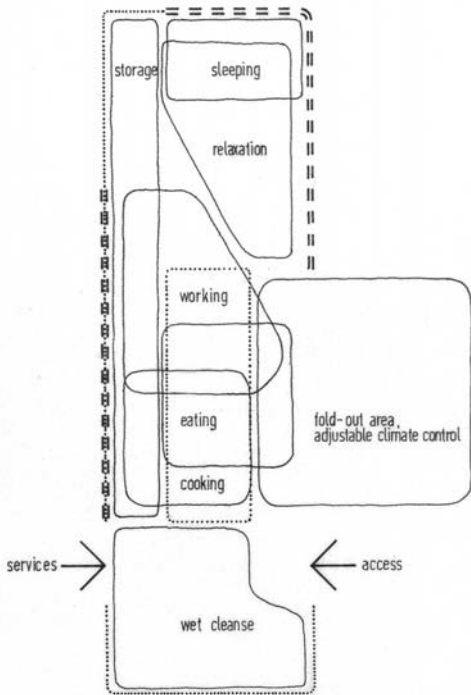 storage
sleeping
relaxation
working
eating
fold-out area,
adjustable climate control
cooking
services
access
wet cleanse